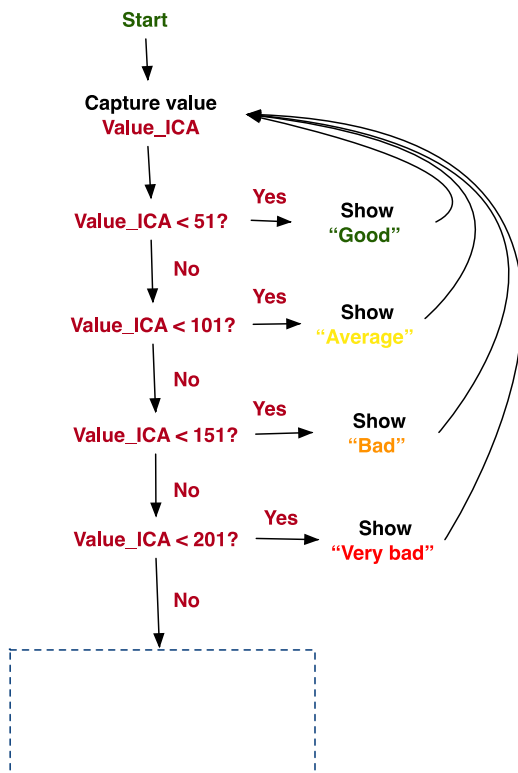 Start
Capture value
Value_ICA
Value_ICA < 51?
Yes
Show
“Good”
No
Value_ICA < 101?
Yes
Show
“Average”
No
Value_ICA < 151?
Yes
Show
“Bad”
No
Value_ICA < 201?
Yes
Show
“Very bad”
No